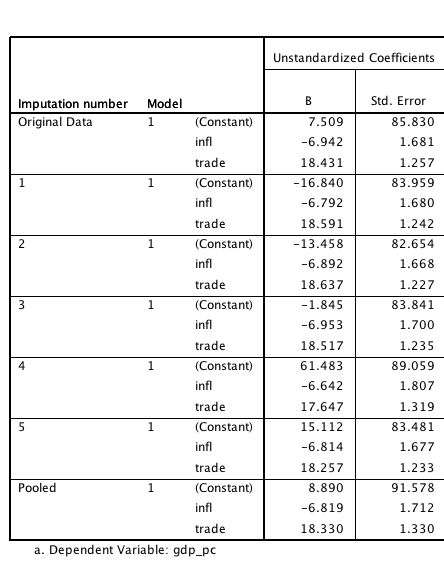 Unstandardized Coefficients
Imputation number Model B Std. Error
Original Data 1 (Constant) 7.509 85.830
infl -6.942 1.681
trade 18.431 1.257
1 1 (Constant) -16.840 83.959
infl -6.792 1.680
trade 18.591 1.242
2 1 (Constant) -13.458 82.654
infl -6.892 1.668
trade 18.637 1.227
3 1 (Constant) -1.845 83.841
infl -6.953 1.700
trade 18.517 1.235
4 1 (Constant) 61.483 89.059
infl -6.642 1.807
trade 17.647 1.319
5 1 (Constant) 15.112 83.481
infl -6.814 1.677
trade 18.257 1.233
Pooled 1 (Constant) 8.890 91.578
infl -6.819 1.712
trade 18.330 1.330
a. Dependent Variable: gdp_pc